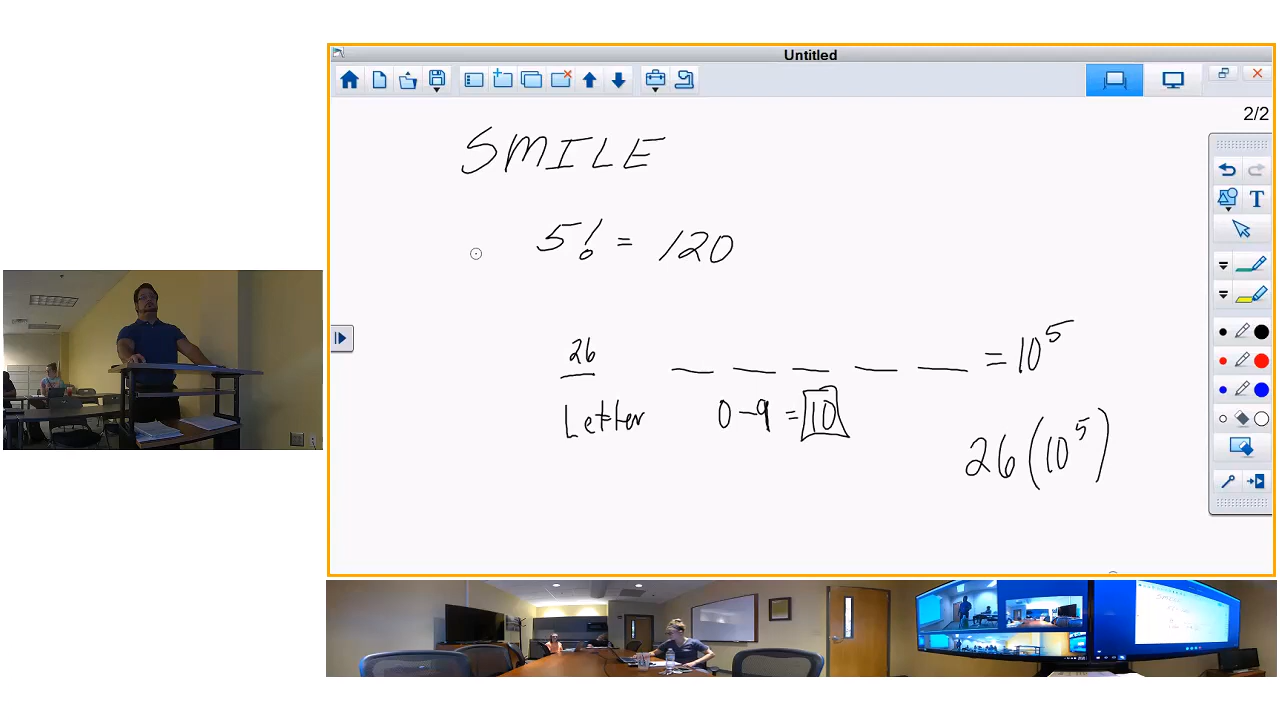 Untitled
2/2
SMILE
5! = 120
26 _ _ _ _ _ = 10^5
Letter 0-9 = 10
26(10^5)
T